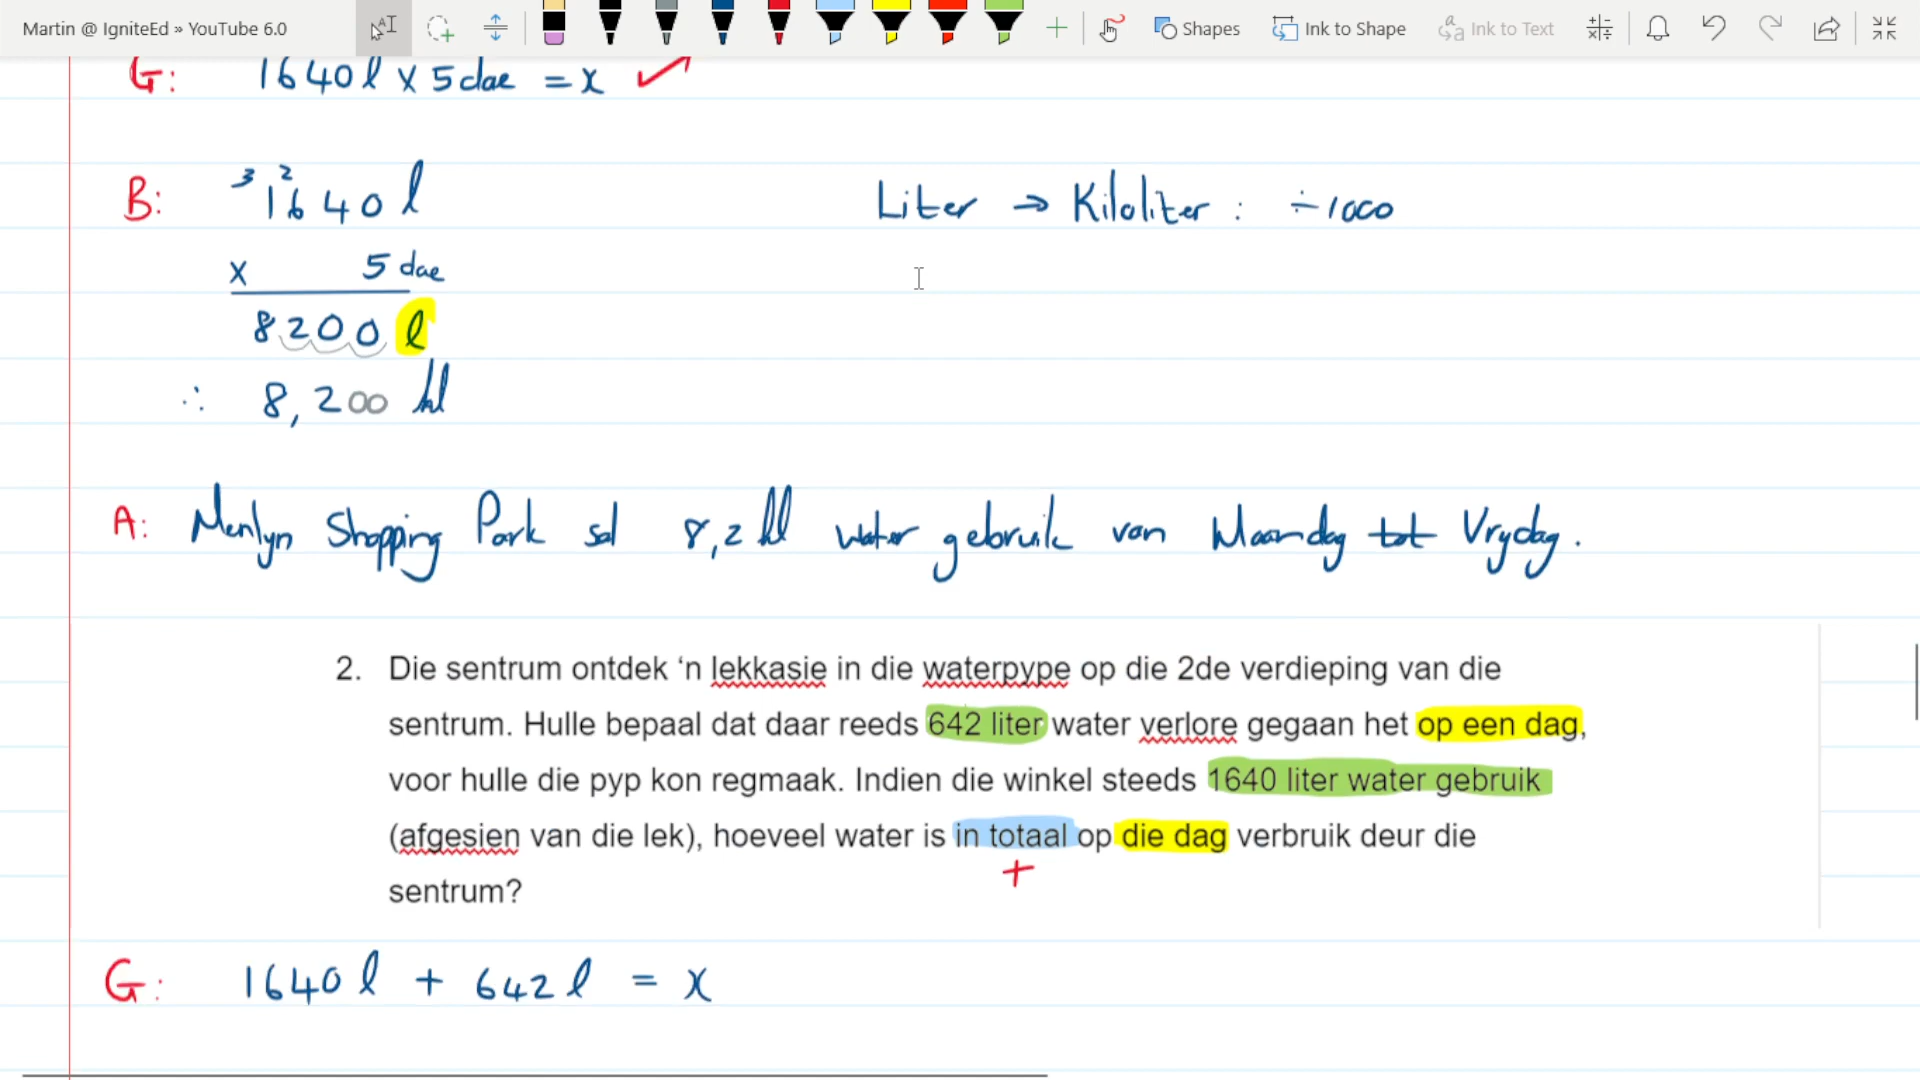 Martin @ IgniteEd » YouTube 6.0
Shapes
Ink to Shape
Ink to Text
G: 1640 l x 5 dae = x
B: 3 2
1640 l
x 5 dae
8200 l
∴ 8,200 kl
Liter → Kiloliter : ÷1000
A: Menlyn Shopping Park sal 8,2 kl water gebruik van Maandag tot Vrydag.
2. Die sentrum ontdek ‘n lekkasie in die waterpype op die 2de verdieping van die
sentrum. Hulle bepaal dat daar reeds 642 liter water verlore gegaan het op een dag,
voor hulle die pyp kon regmaak. Indien die winkel steeds 1640 liter water gebruik
(afgesien van die lek), hoeveel water is in totaal op die dag verbruik deur die
+
sentrum?
G: 1640 l + 642 l = x